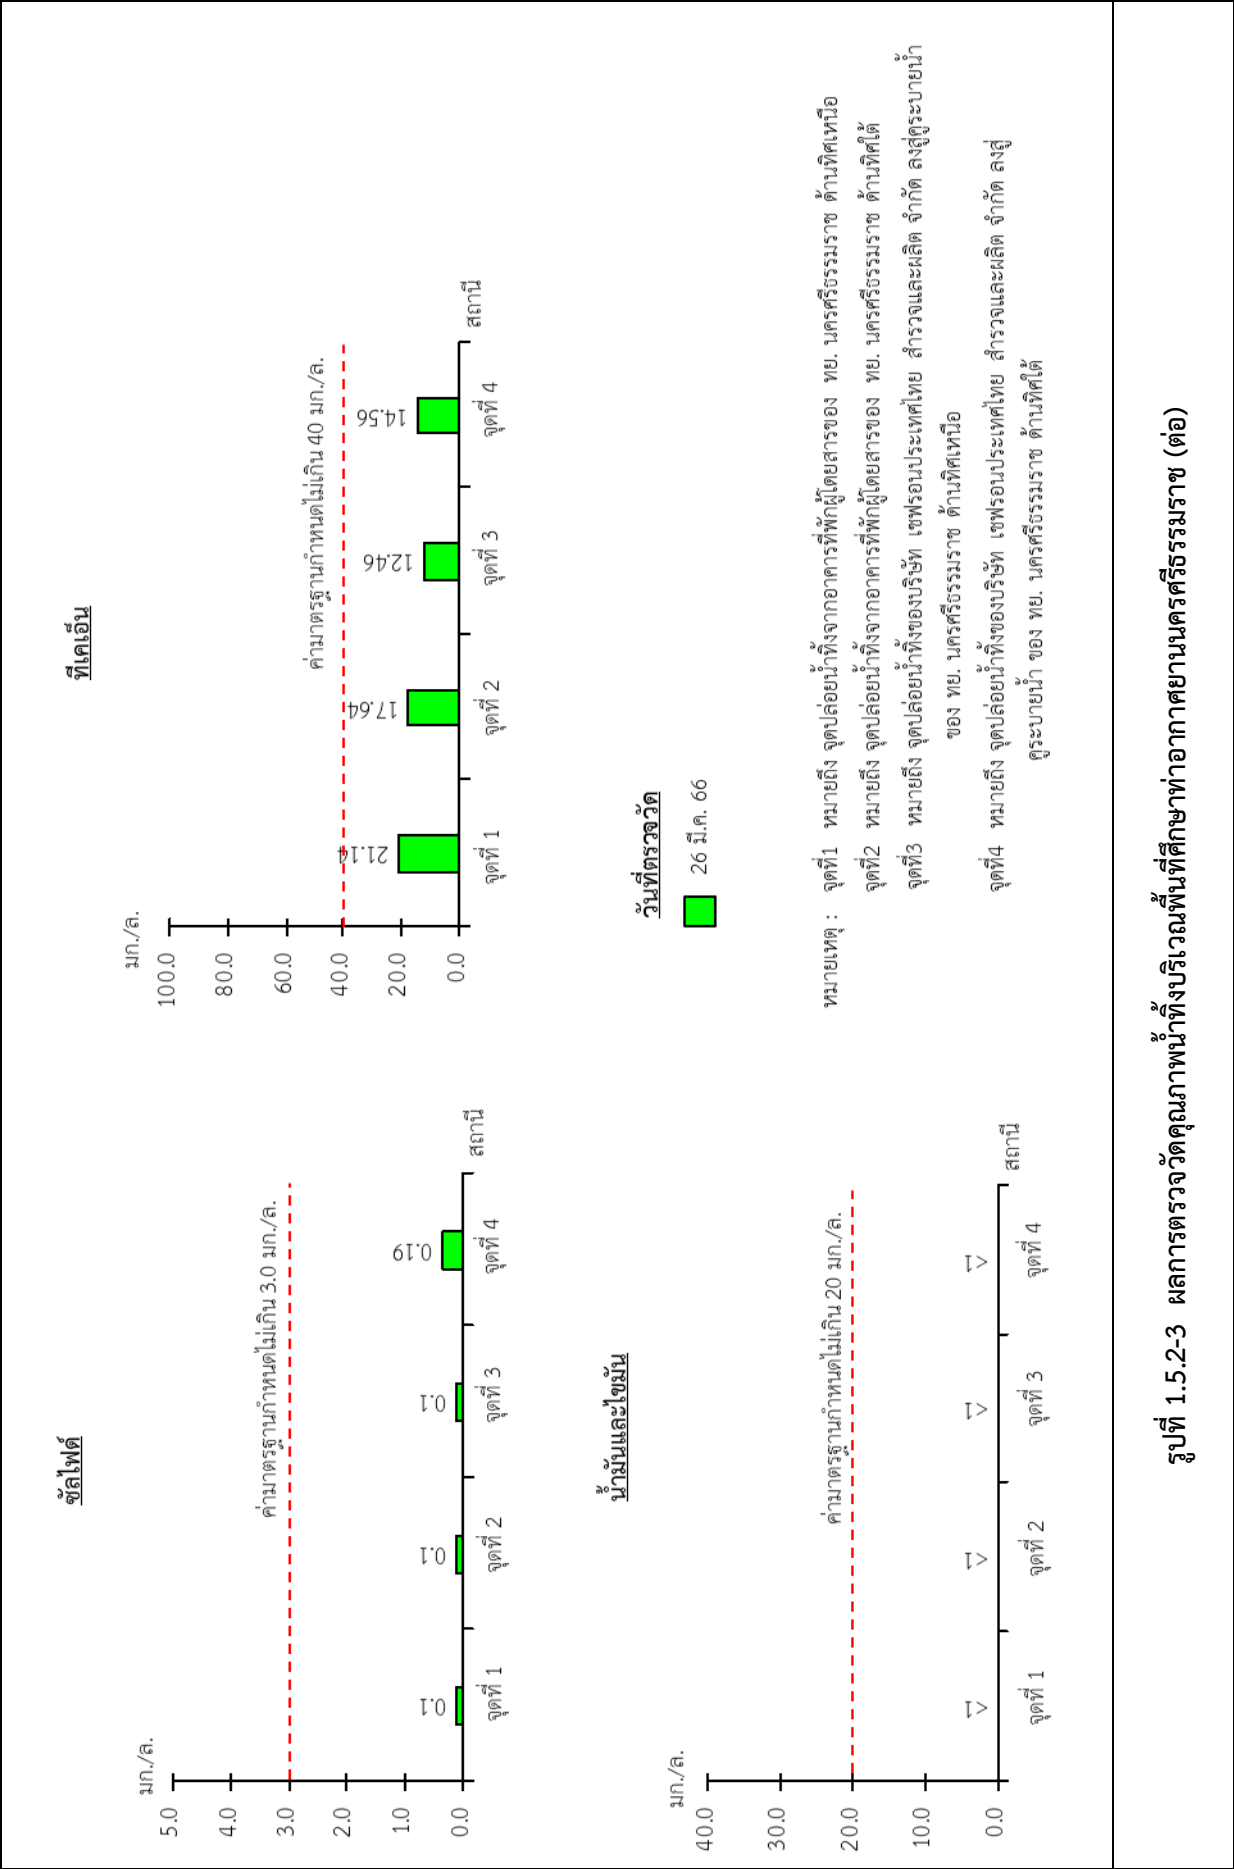 ซัลไฟด์
มก./ล.
5.0
4.0
3.0
2.0
1.0
0.0
ค่ามาตรฐานกำหนดไม่เกิน 3.0 มก./ล.
0.1
0.1
0.1
0.19
จุดที่ 1
จุดที่ 2
จุดที่ 3
จุดที่ 4
สถานี
ทีเคเอ็น
มก./ล.
100.0
80.0
60.0
40.0
20.0
0.0
ค่ามาตรฐานกำหนดไม่เกิน 40 มก./ล.
21.14
17.64
12.46
14.56
จุดที่ 1
จุดที่ 2
จุดที่ 3
จุดที่ 4
สถานี
น้ำมันและไขมัน
มก./ล.
40.0
30.0
20.0
10.0
0.0
ค่ามาตรฐานกำหนดไม่เกิน 20 มก./ล.
<1
<1
<1
<1
จุดที่ 1
จุดที่ 2
จุดที่ 3
จุดที่ 4
สถานี
วันที่ตรวจวัด
26 มี.ค. 66
หมายเหตุ : จุดที่1 หมายถึง จุดปล่อยน้ำทิ้งจากอาคารที่พักผู้โดยสารของ ทย. นครศรีธรรมราช ด้านทิศเหนือ
จุดที่2 หมายถึง จุดปล่อยน้ำทิ้งจากอาคารที่พักผู้โดยสารของ ทย. นครศรีธรรมราช ด้านทิศใต้
จุดที่3 หมายถึง จุดปล่อยน้ำทิ้งของบริษัท เชฟรอนประเทศไทย สำรวจและผลิต จำกัด ลงสู่คูระบายน้ำ
ของ ทย. นครศรีธรรมราช ด้านทิศเหนือ
จุดที่4 หมายถึง จุดปล่อยน้ำทิ้งของบริษัท เชฟรอนประเทศไทย สำรวจและผลิต จำกัด ลงสู่
คูระบายน้ำ ของ ทย. นครศรีธรรมราช ด้านทิศใต้
รูปที่ 1.5.2-3 ผลการตรวจวัดคุณภาพน้ำทิ้งบริเวณพื้นที่ศึกษาท่าอากาศยานนครศรีธรรมราช (ต่อ)